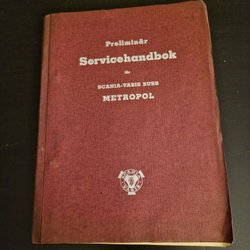 Preliminär
Servicehandbok
för
SCANIA-VABIS BUSS
METROPOL